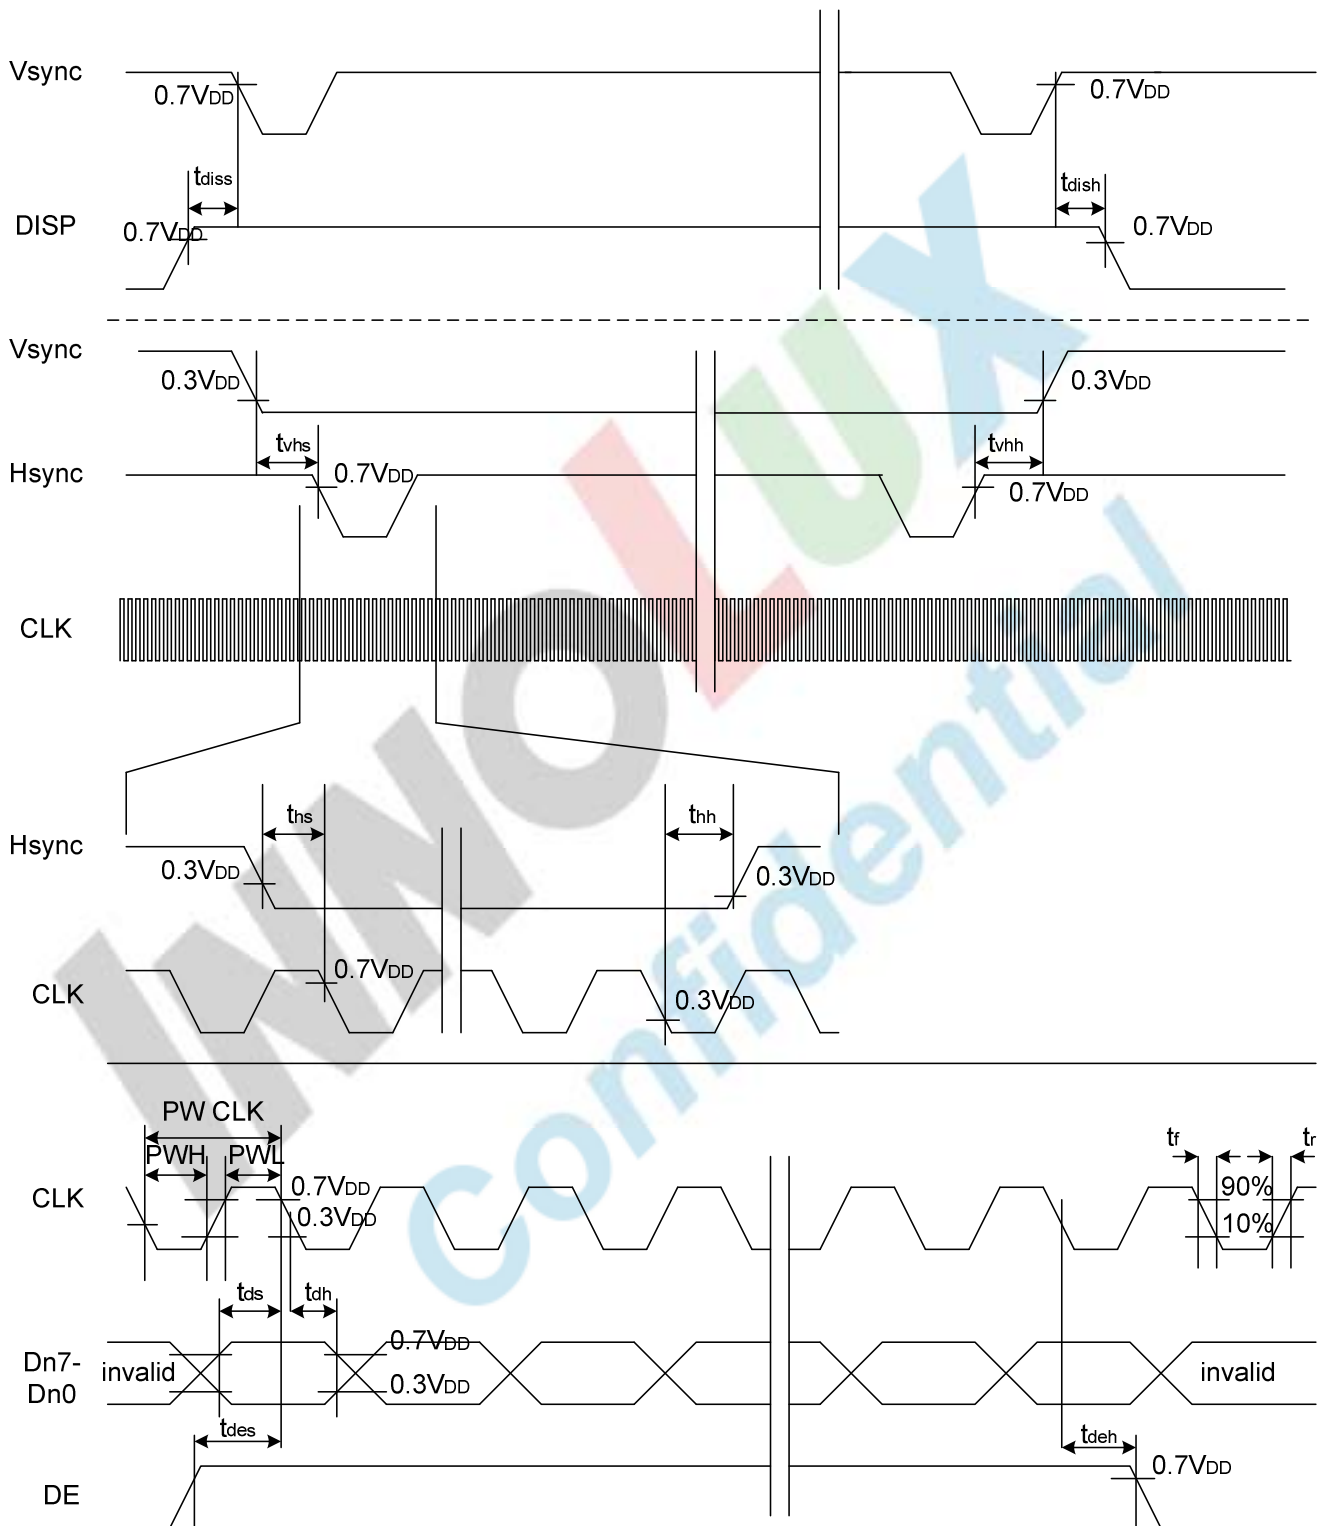 Vsync
0.7VDD
0.7VDD
tdiss
tdish
DISP
0.7VDD
0.7VDD
Vsync
0.3VDD
0.3VDD
tvhs
tvhh
Hsync
0.7VDD
0.7VDD
CLK
ths
thh
Hsync
0.3VDD
0.3VDD
CLK
0.7VDD
0.3VDD
PW CLK
PWH
PWL
tf
tr
CLK
0.7VDD
90%
0.3VDD
10%
tds
tdh
Dn7-
Dn0
invalid
0.7VDD
0.3VDD
invalid
tdes
tdeh
DE
0.7VDD
INNOLUX
Confidential